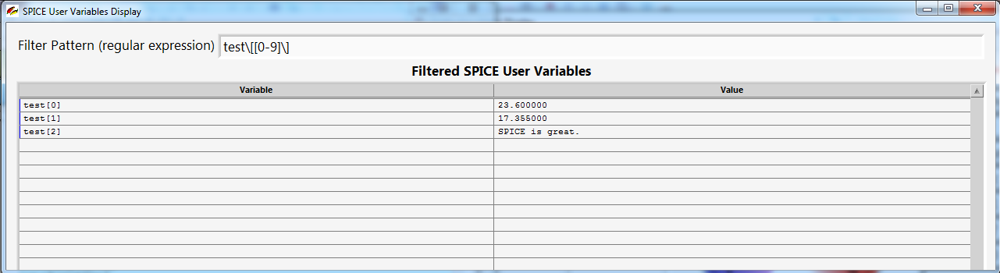 SPICE User Variables Display
Filter Pattern (regular expression) test\[[0-9]\]
Filtered SPICE User Variables
Variable Value
test[0] 23.600000
test[1] 17.355000
test[2] SPICE is great.